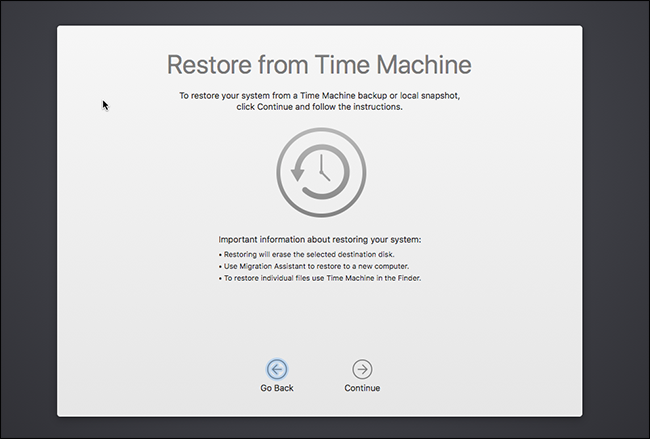 Restore from Time Machine
To restore your system from a Time Machine backup or local snapshot,
click Continue and follow the instructions.
Important information about restoring your system:
• Restoring will erase the selected destination disk.
• Use Migration Assistant to restore to a new computer.
• To restore individual files use Time Machine in the Finder.
Go Back
Continue